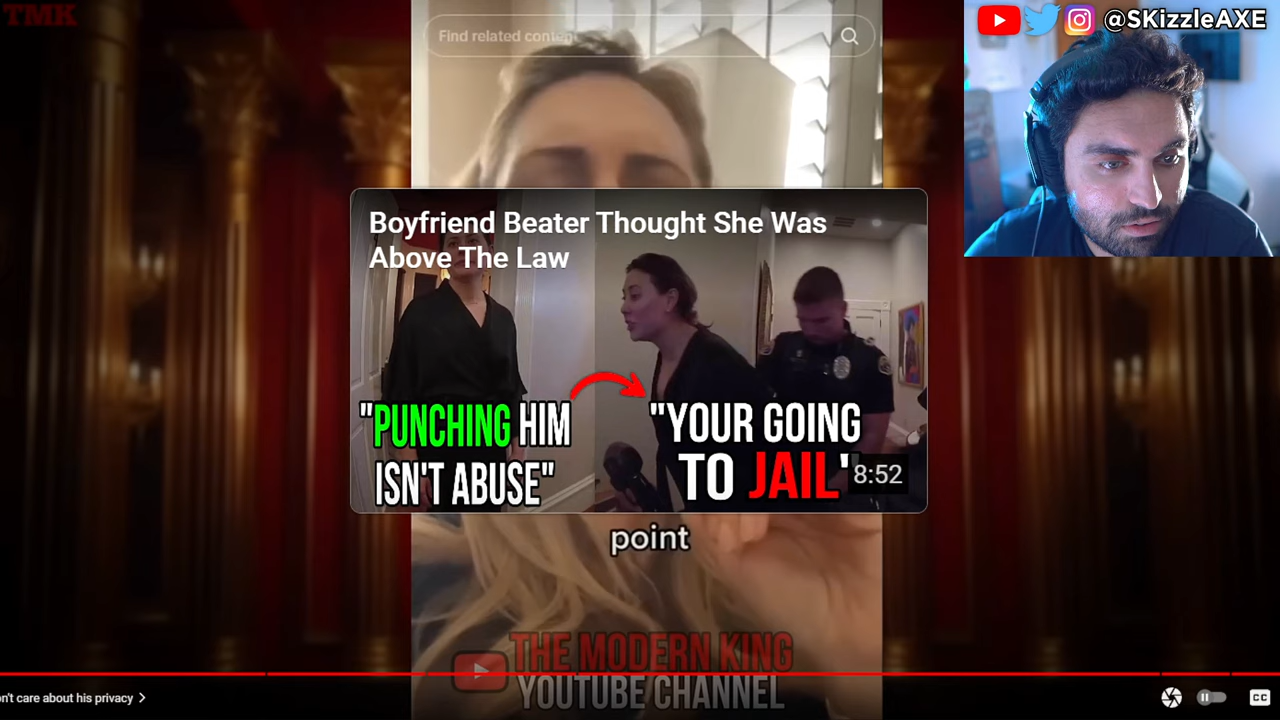 TMK
Find related content
@SKizzleAXE
Boyfriend Beater Thought She Was
Above The Law
"PUNCHING HIM
ISN'T ABUSE"
"YOUR GOING
TO JAIL'
8:52
point
THE MODERN KING
YOUTUBE CHANNEL
n't care about his privacy
CC